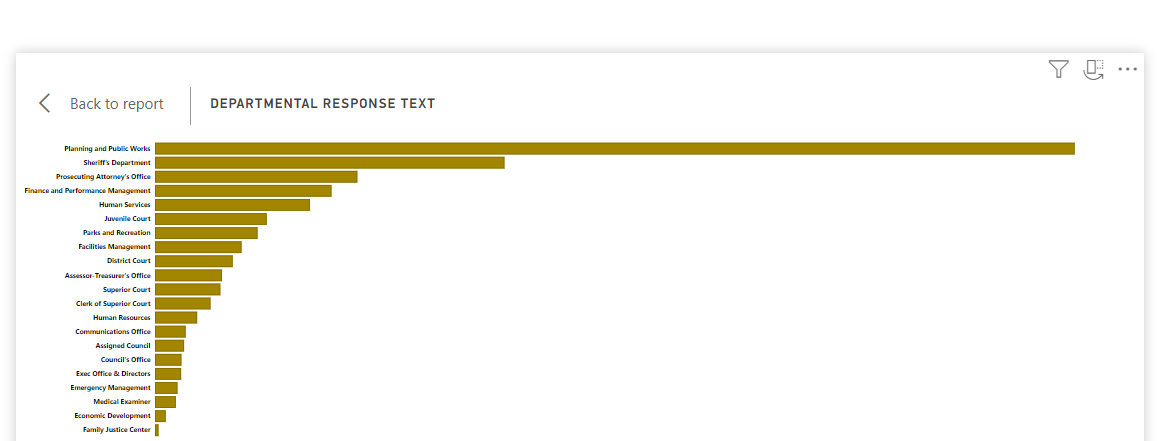 Back to report
DEPARTMENTAL RESPONSE TEXT
Planning and Public Works
Sheriff's Department
Prosecuting Attorney's Office
Finance and Performance Management
Human Services
Juvenile Court
Parks and Recreation
Facilities Management
District Court
Assessor-Treasurer's Office
Superior Court
Clerk of Superior Court
Human Resources
Communications Office
Assigned Council
Council's Office
Exec Office & Directors
Emergency Management
Medical Examiner
Economic Development
Family Justice Center